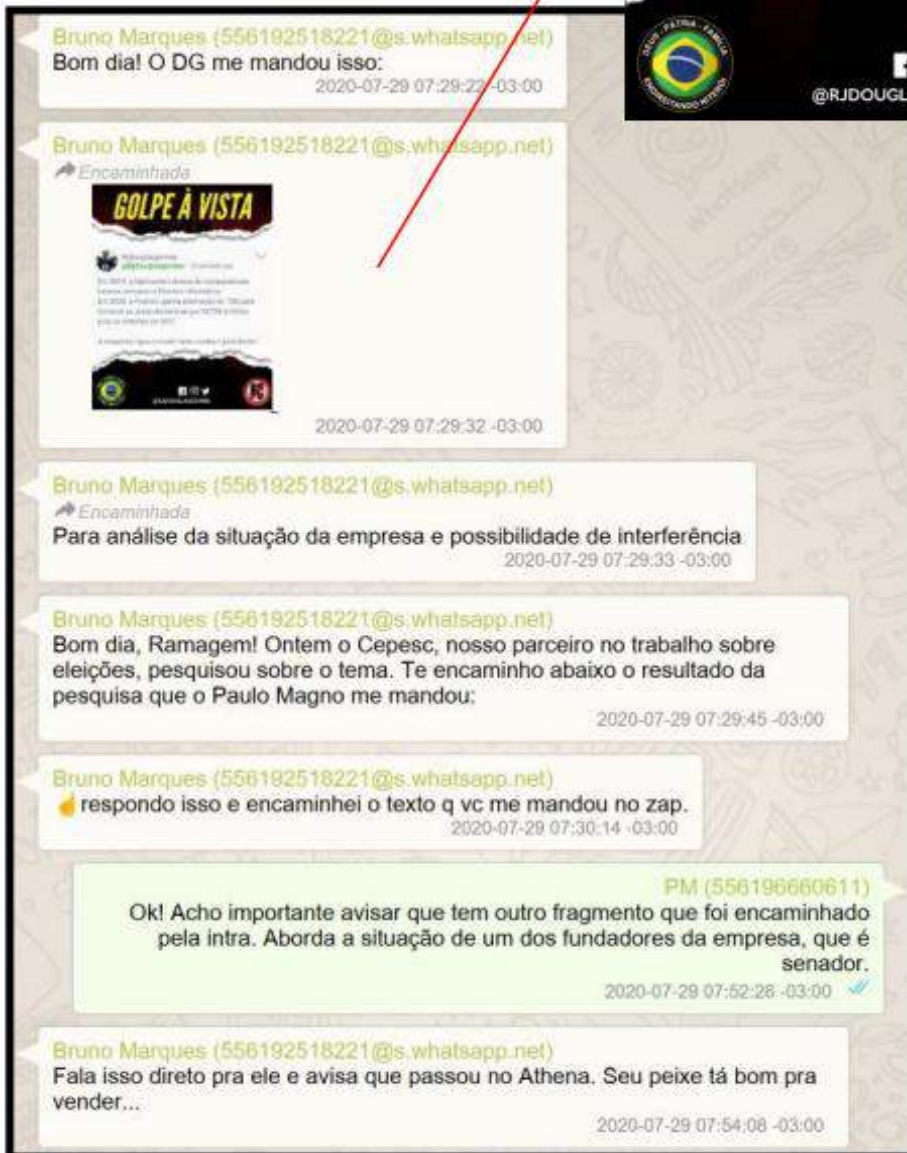 DEUS - PATRIA - FAMILIA
ENDIREITANDO NITERÓI
@RJDOUGL
Bruno Marques (556192518221@s.whatsapp.net)
Bom dia! O DG me mandou isso:
2020-07-29 07:29:22 -03:00
Bruno Marques (556192518221@s.whatsapp.net)
Encaminhada
GOLPE À VISTA
2020-07-29 07:29:32 -03:00
Bruno Marques (556192518221@s.whatsapp.net)
Encaminhada
Para análise da situação da empresa e possibilidade de interferência
2020-07-29 07:29:33 -03:00
Bruno Marques (556192518221@s.whatsapp.net)
Bom dia, Ramagem! Ontem o Cepesc, nosso parceiro no trabalho sobre
eleições, pesquisou sobre o tema. Te encaminho abaixo o resultado da
pesquisa que o Paulo Magno me mandou:
2020-07-29 07:29:45 -03:00
Bruno Marques (556192518221@s.whatsapp.net)
☝️respondo isso e encaminhei o texto q vc me mandou no zap.
2020-07-29 07:30:14 -03:00
PM (556196660611)
Ok! Acho importante avisar que tem outro fragmento que foi encaminhado
pela intra. Aborda a situação de um dos fundadores da empresa, que é
senador.
2020-07-29 07:52:28 -03:00
Bruno Marques (556192518221@s.whatsapp.net)
Fala isso direto pra ele e avisa que passou no Athena. Seu peixe tá bom pra
vender...
2020-07-29 07:54:08 -03:00